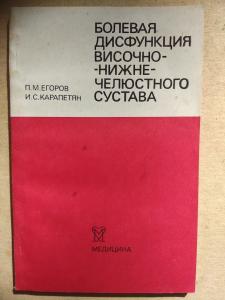 БОЛЕВАЯ
ДИСФУНКЦИЯ
ВИСОЧНО-
-НИЖНЕ-
ЧЕЛЮСТНОГО
СУСТАВА
П.М.ЕГОРОВ
И.С.КАРАПЕТЯН
МЕДИЦИНА